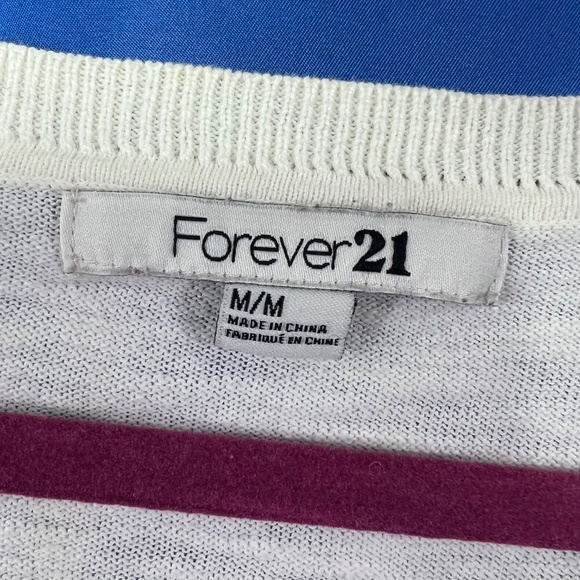 Forever21
M/M
MADE IN CHINA
FABRIQUÉ EN CHINE